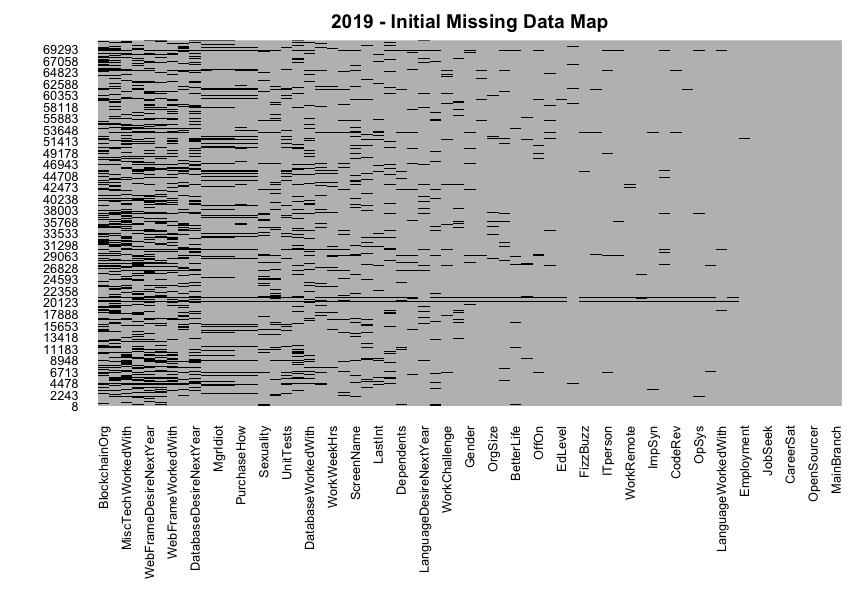 2019 - Initial Missing Data Map
69293
67058
64823
62588
60353
58118
55883
53648
51413
49178
46943
44708
42473
40238
38003
35768
33533
31298
29063
26828
24593
22358
20123
17888
15653
13418
11183
8948
6713
4478
2243
8
BlockchainOrg
MiscTechWorkedWith
WebFrameDesireNextYear
WebFrameWorkedWith
DatabaseDesireNextYear
MgrIdiot
PurchaseHow
Sexuality
UnitTests
DatabaseWorkedWith
WorkWeekHrs
ScreenName
LastInt
Dependents
LanguageDesireNextYear
WorkChallenge
Gender
OrgSize
BetterLife
OffOn
EdLevel
FizzBuzz
ITperson
WorkRemote
ImpSyn
CodeRev
OpSys
LanguageWorkedWith
Employment
JobSeek
CareerSat
OpenSourcer
MainBranch